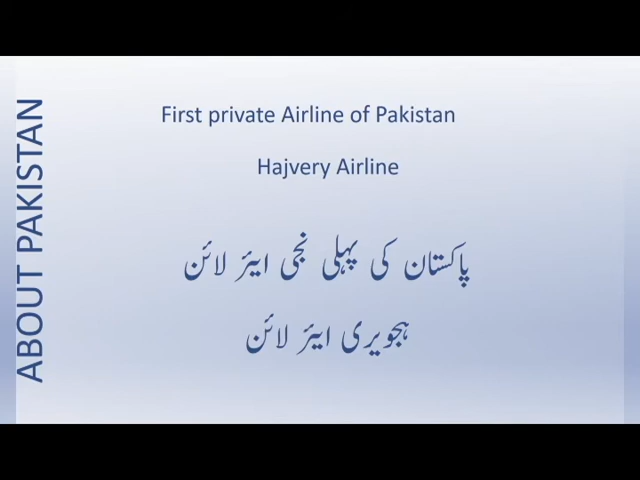 ABOUT PAKISTAN
First private Airline of Pakistan
Hajvery Airline
پاکستان کی پہلی نجی ایئر لائن
ہجویری ایئر لائن